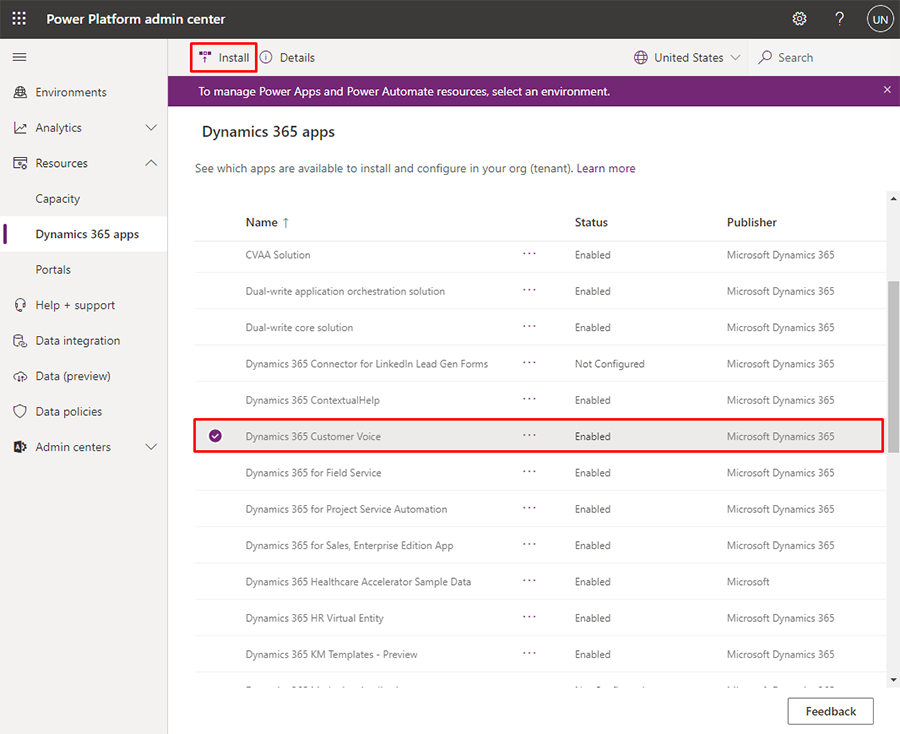 Power Platform admin center
?
UN
Install
Details
United States
Search
To manage Power Apps and Power Automate resources, select an environment.
Environments
Analytics
Resources
Capacity
Dynamics 365 apps
Portals
Help + support
Data integration
Data (preview)
Data policies
Admin centers
Dynamics 365 apps
See which apps are available to install and configure in your org (tenant). Learn more
Name ↑ Status Publisher
CVAA Solution ··· Enabled Microsoft Dynamics 365
Dual-write application orchestration solution ··· Enabled Microsoft Dynamics 365
Dual-write core solution ··· Enabled Microsoft Dynamics 365
Dynamics 365 Connector for LinkedIn Lead Gen Forms ··· Not Configured Microsoft Dynamics 365
Dynamics 365 ContextualHelp ··· Enabled Microsoft Dynamics 365
Dynamics 365 Customer Voice ··· Enabled Microsoft Dynamics 365
Dynamics 365 for Field Service ··· Enabled Microsoft Dynamics 365
Dynamics 365 for Project Service Automation ··· Enabled Microsoft Dynamics 365
Dynamics 365 for Sales, Enterprise Edition App ··· Enabled Microsoft Dynamics 365
Dynamics 365 Healthcare Accelerator Sample Data ··· Enabled Microsoft
Dynamics 365 HR Virtual Entity ··· Enabled Microsoft Dynamics 365
Dynamics 365 KM Templates - Preview ··· Enabled Microsoft Dynamics 365
Feedback